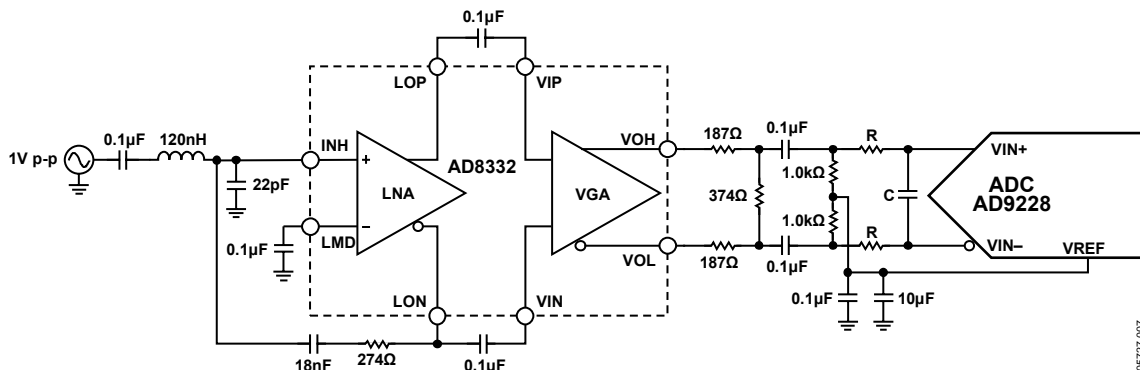 0.1µF
LOP
VIP
0.1µF
120nH
1V p-p
INH
+
AD8332
VOH
187Ω
0.1µF
R
VIN+
22pF
LNA
VGA
374Ω
1.0kΩ
1.0kΩ
C
ADC
AD9228
0.1µF
–
LMD
VOL
187Ω
0.1µF
R
VIN–
VREF
LON
VIN
0.1µF
10µF
18nF
274Ω
0.1µF
05727-007